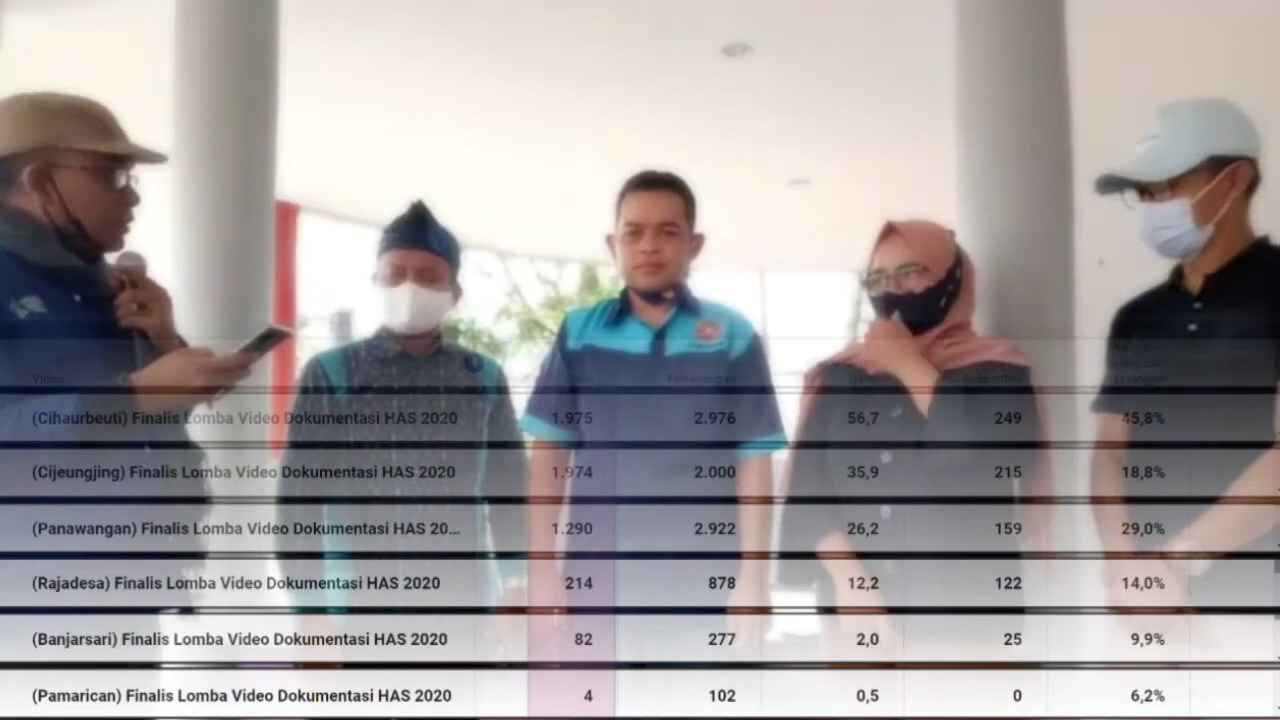 Video
(Cihaurbeuti) Finalis Lomba Video Dokumentasi HAS 2020 1.975 2.976 56,7 249 45,8%
(Cijeungjing) Finalis Lomba Video Dokumentasi HAS 2020 1.974 2.000 35,9 215 18,8%
(Panawangan) Finalis Lomba Video Dokumentasi HAS 20... 1.290 2.922 26,2 159 29,0%
(Rajadesa) Finalis Lomba Video Dokumentasi HAS 2020 214 878 12,2 122 14,0%
(Banjarsari) Finalis Lomba Video Dokumentasi HAS 2020 82 277 2,0 25 9,9%
(Pamarican) Finalis Lomba Video Dokumentasi HAS 2020 4 102 0,5 0 6,2%